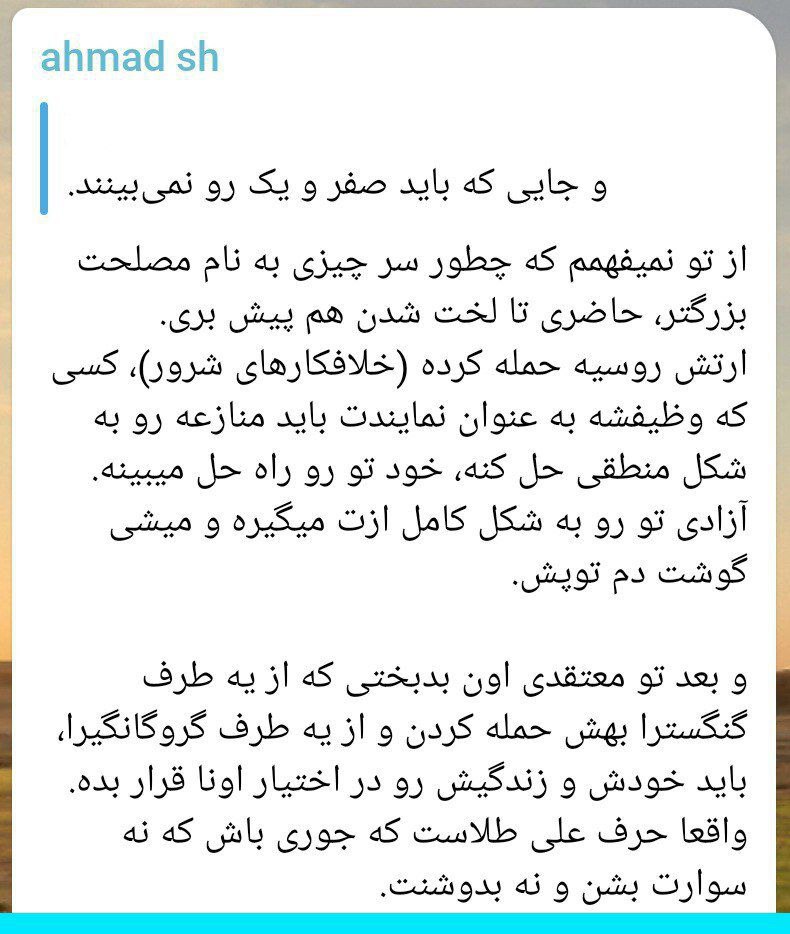 ahmad sh
و جایی که باید صفر و یک رو نمی‌بینند.
از تو نمیفهمم که چطور سر چیزی به نام مصلحت
بزرگتر، حاضری تا لخت شدن هم پیش بری.
ارتش روسیه حمله کرده (خلافکارهای شرور)، کسی
که وظیفشه به عنوان نمایندت باید منازعه رو به
شکل منطقی حل کنه، خود تو رو راه حل میبینه.
آزادی تو رو به شکل کامل ازت میگیره و میشی
گوشت دم توپش.
و بعد تو معتقدی اون بدبختی که از یه طرف
گنگسترا بهش حمله کردن و از یه طرف گروگانگیرا،
باید خودش و زندگیش رو در اختیار اونا قرار بده.
واقعا حرف علی طلاست که جوری باش که نه
سوارت بشن و نه بدوشنت.